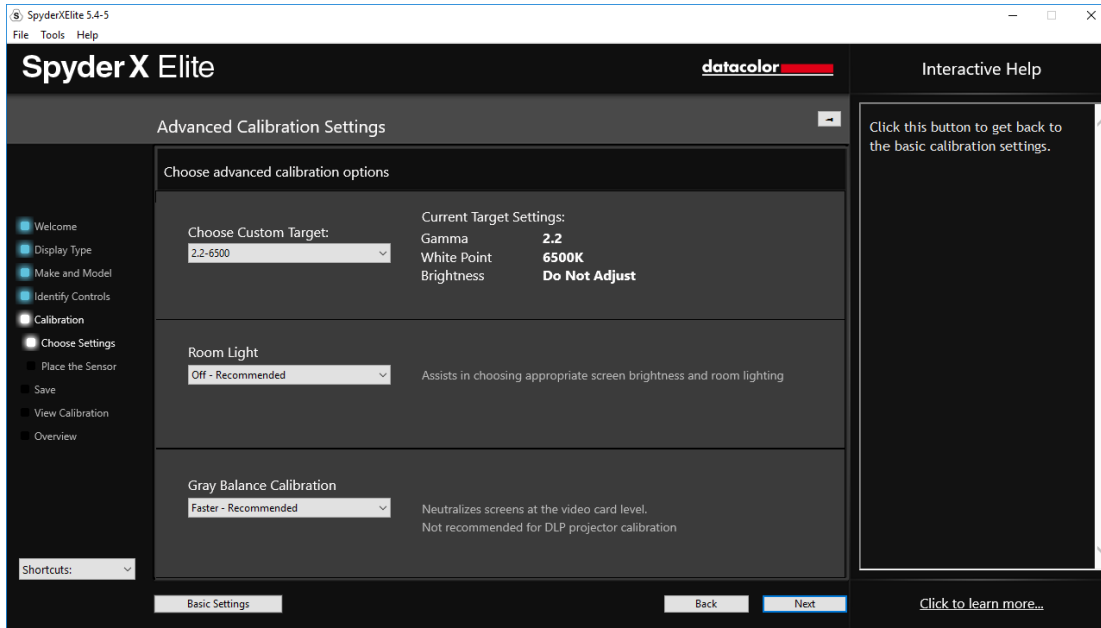 SpyderXElite 5.4-5
File Tools Help
Spyder X Elite
datacolor
Interactive Help
Advanced Calibration Settings
Click this button to get back to
the basic calibration settings.
Choose advanced calibration options
Welcome
Display Type
Make and Model
Identify Controls
Calibration
Choose Settings
Place the Sensor
Save
View Calibration
Overview
Shortcuts:
Choose Custom Target:
2.2-6500
Current Target Settings:
Gamma 2.2
White Point 6500K
Brightness Do Not Adjust
Room Light
Off - Recommended
Assists in choosing appropriate screen brightness and room lighting
Gray Balance Calibration
Faster - Recommended
Neutralizes screens at the video card level.
Not recommended for DLP projector calibration
Basic Settings
Back
Next
Click to learn more...